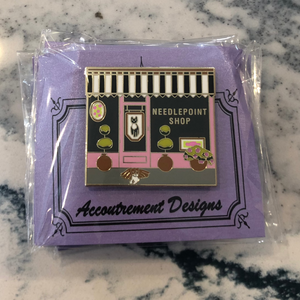 NEEDLEPOINT
SHOP
Accoutrement Designs